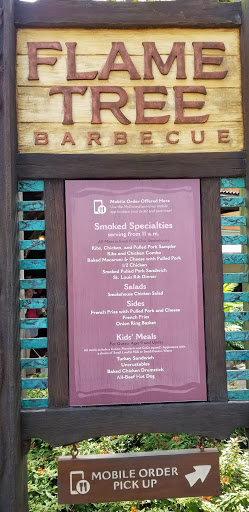 FLAME
TREE
BARBECUE
Mobile Order Offered Here
Smoked Specialties
serving from 11 a.m.
Ribs, Chicken, and Pulled Pork Sampler
Ribs and Chicken Combo
Baked Macaroni & Cheese with Pulled Pork
1/2 Chicken
Smoked Pulled Pork Sandwich
St. Louis Rib Dinner
Salads
Smokehouse Chicken Salad
Sides
French Fries with Pulled Pork and Cheese
French Fries
Onion Ring Basket
Kids' Meals
Turkey Sandwich
Uncrustables
Baked Chicken Drumstick
All-Beef Hot Dog
MOBILE ORDER
PICK UP